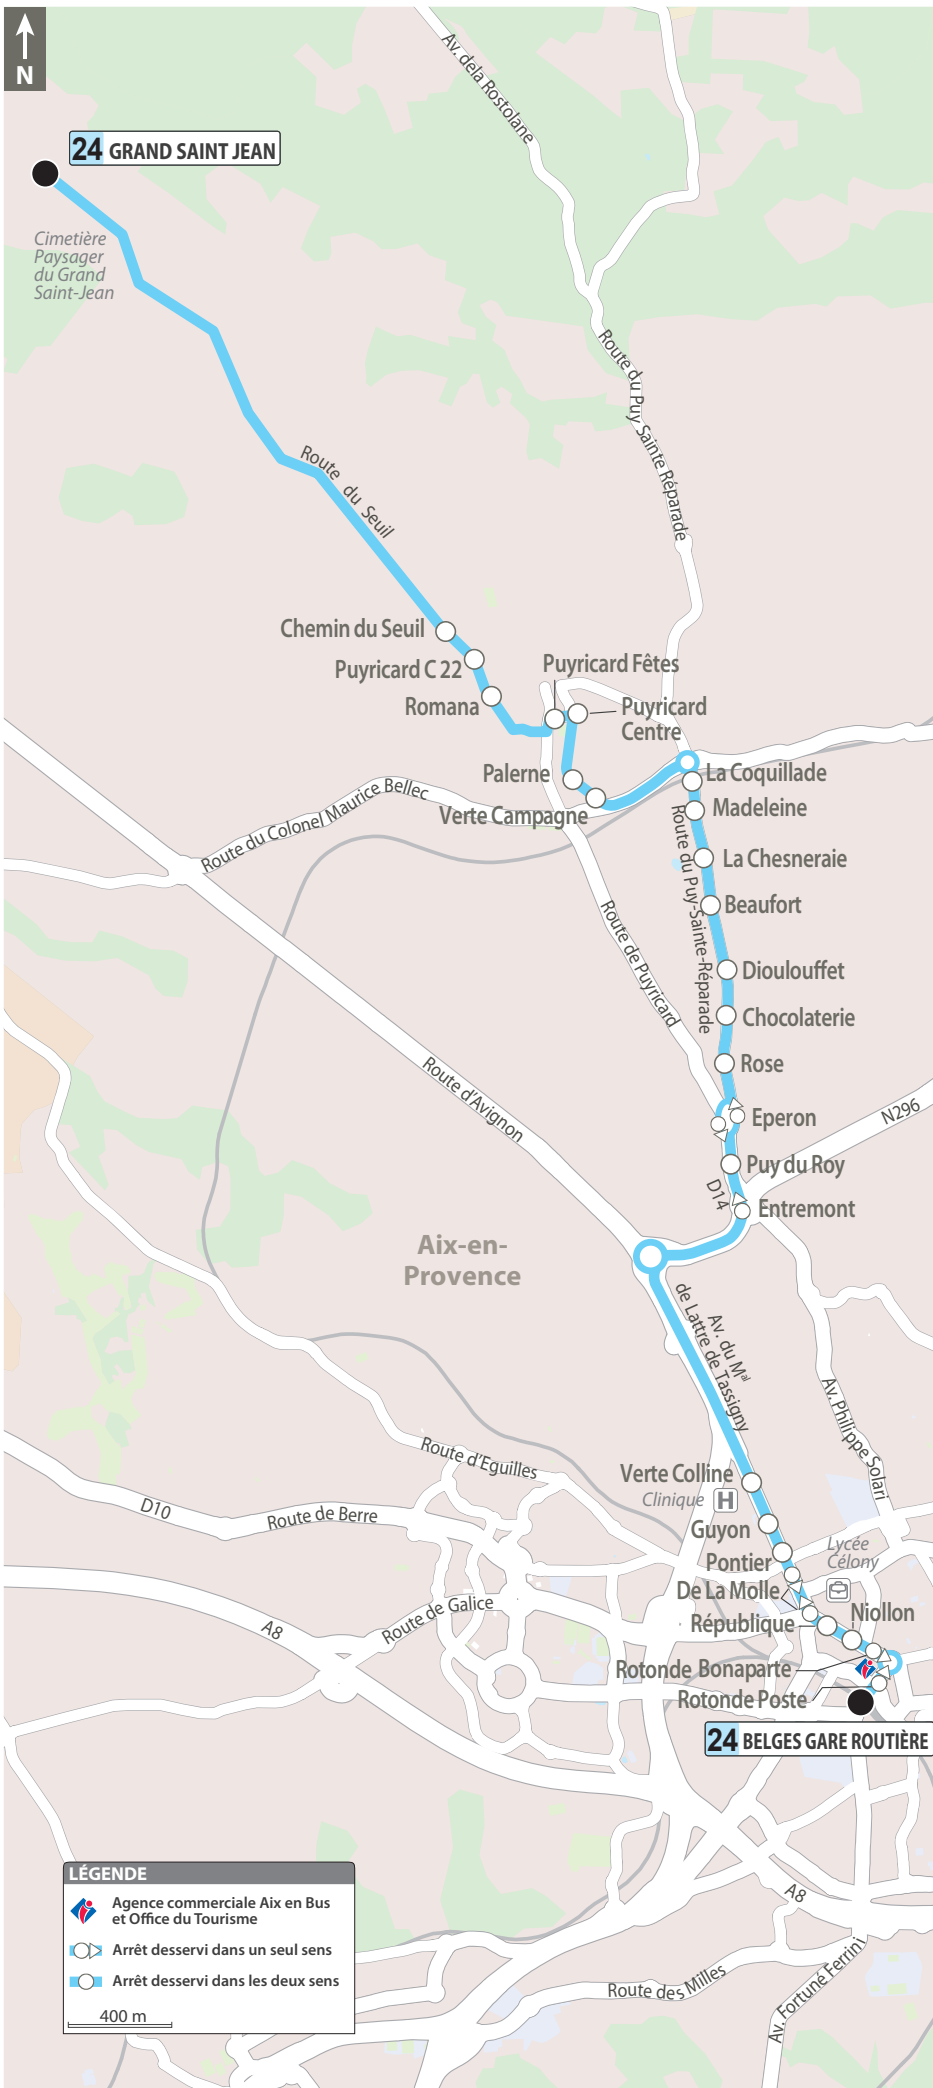 N
24 GRAND SAINT JEAN
Av. dela Rostolane
Cimetière
Paysager
du Grand
Saint-Jean
Route du Puy Sainte Réparade
Route du Seuil
Chemin du Seuil
Puyricard C 22
Romana
Puyricard Fêtes
Puyricard
Centre
Palerne
Verte Campagne
La Coquillade
Madeleine
Route du Colonel Maurice Bellec
La Chesneraie
Beaufort
Route du Puy-Sainte-Réparade
Route de Puyricard
Dioulouffet
Chocolaterie
Rose
Route d'Avignon
Eperon
N296
Puy du Roy
D14
Entremont
Aix-en-
Provence
Av. du Mal
de Lattre de Tassigny
Av. Philippe Solari
Route d'Eguilles
Verte Colline
Clinique
H
D10
Route de Berre
Guyon
Pontier
Lycée
Célony
De La Molle
République
Niollon
Route de Galice
A8
Rotonde Bonaparte
Rotonde Poste
24 BELGES GARE ROUTIÈRE
LÉGENDE
Agence commerciale Aix en Bus
et Office du Tourisme
Arrêt desservi dans un seul sens
Arrêt desservi dans les deux sens
400 m
A8
Route des Milles
Av. Fortuné Ferrini